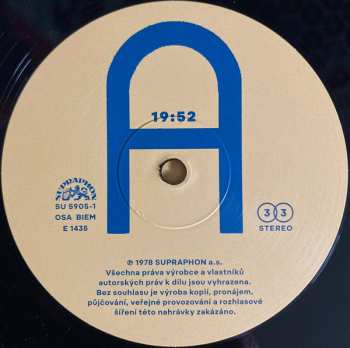 A
19:52
SUPRAPHON
SU 5905-1
OSA BIEM
E 1435
33
STEREO
℗ 1978 SUPRAPHON a.s.
Všechna práva výrobce a vlastníků
autorských práv k dílu jsou vyhrazena.
Bez souhlasu je výroba kopií, pronájem,
půjčování, veřejné provozování a rozhlasové
šíření této nahrávky zakázáno.